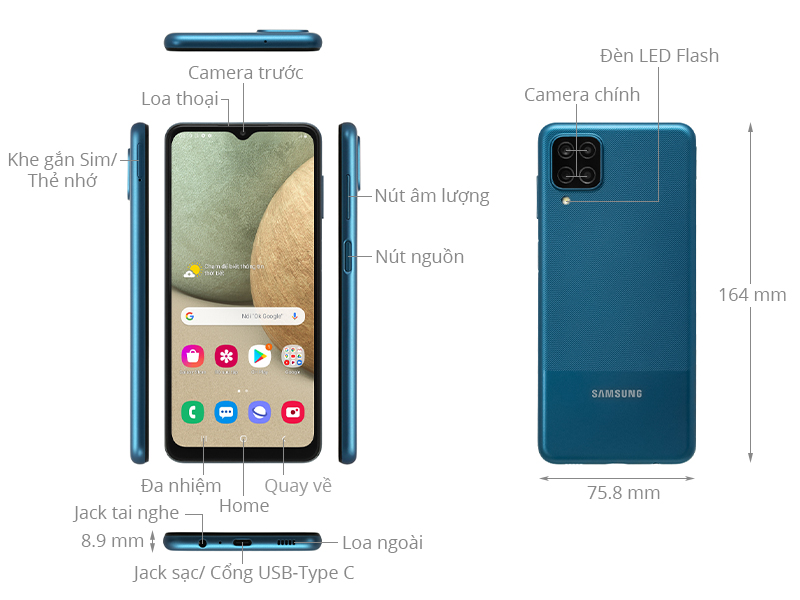 Đèn LED Flash
Camera trước
Camera chính
Loa thoại
Khe gắn Sim/
Thẻ nhớ
Nút âm lượng
Nút nguồn
Nói "Ok Google"
164 mm
SAMSUNG
Đa nhiệm
Quay về
Home
75.8 mm
Jack tai nghe
8.9 mm
Loa ngoài
Jack sạc/ Cổng USB-Type C